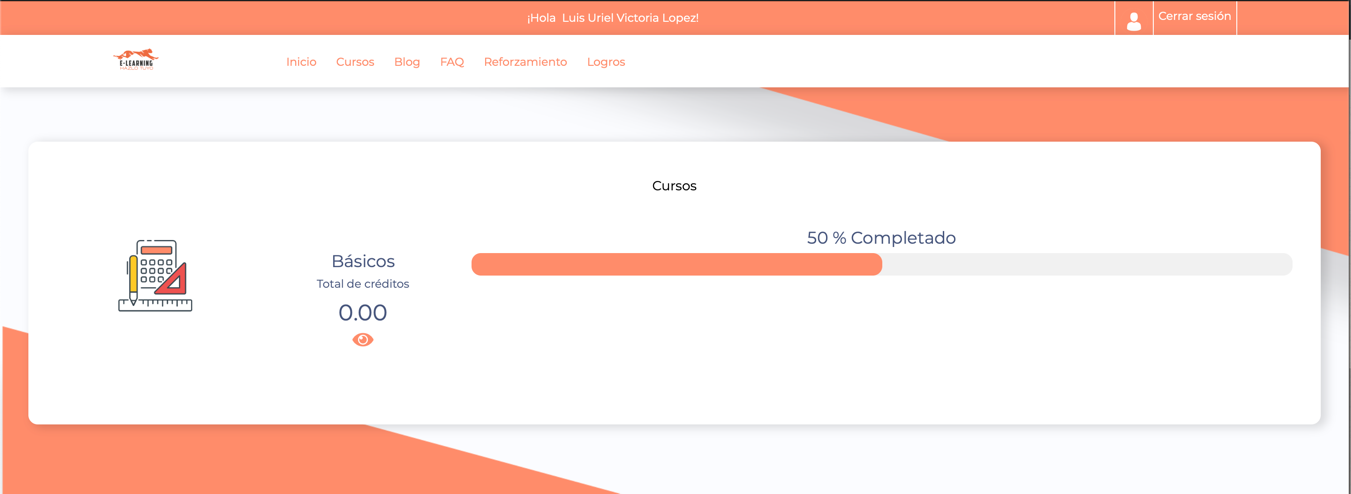 ¡Hola Luis Uriel Victoria Lopez!
Cerrar sesión
E-LEARNING
Inicio
Cursos
Blog
FAQ
Reforzamiento
Logros
Cursos
50 % Completado
Básicos
Total de créditos
0.00